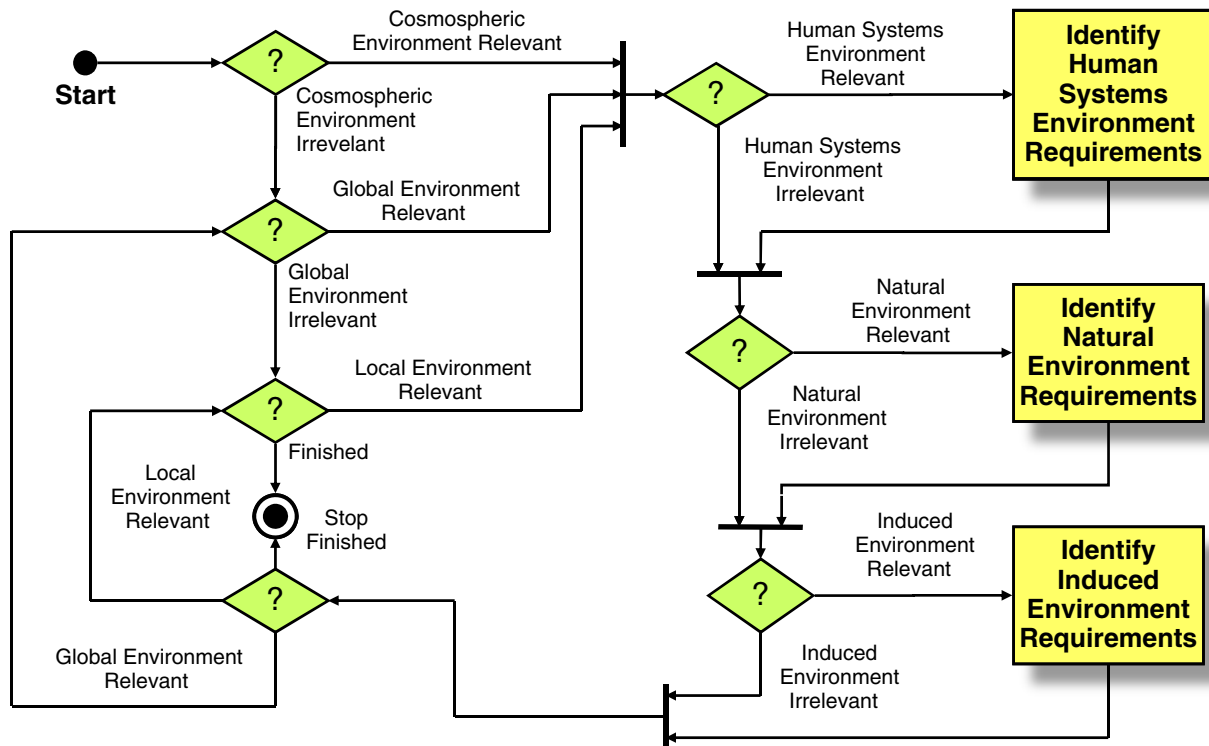 Cosmospheric
Environment Relevant
Human Systems
Environment
Relevant
Identify
Human
Systems
Environment
Requirements
?
Start
Cosmospheric
Environment
Irrevelant
?
Human Systems
Environment
Irrelevant
Global Environment
Relevant
?
Global
Environment
Irrelevant
Natural
Environment
Relevant
Identify
Natural
Environment
Requirements
?
Local Environment
Relevant
?
Natural
Environment
Irrelevant
Finished
Local
Environment
Relevant
Stop
Finished
Induced
Environment
Relevant
Identify
Induced
Environment
Requirements
?
?
Global Environment
Relevant
Induced
Environment
Irrelevant